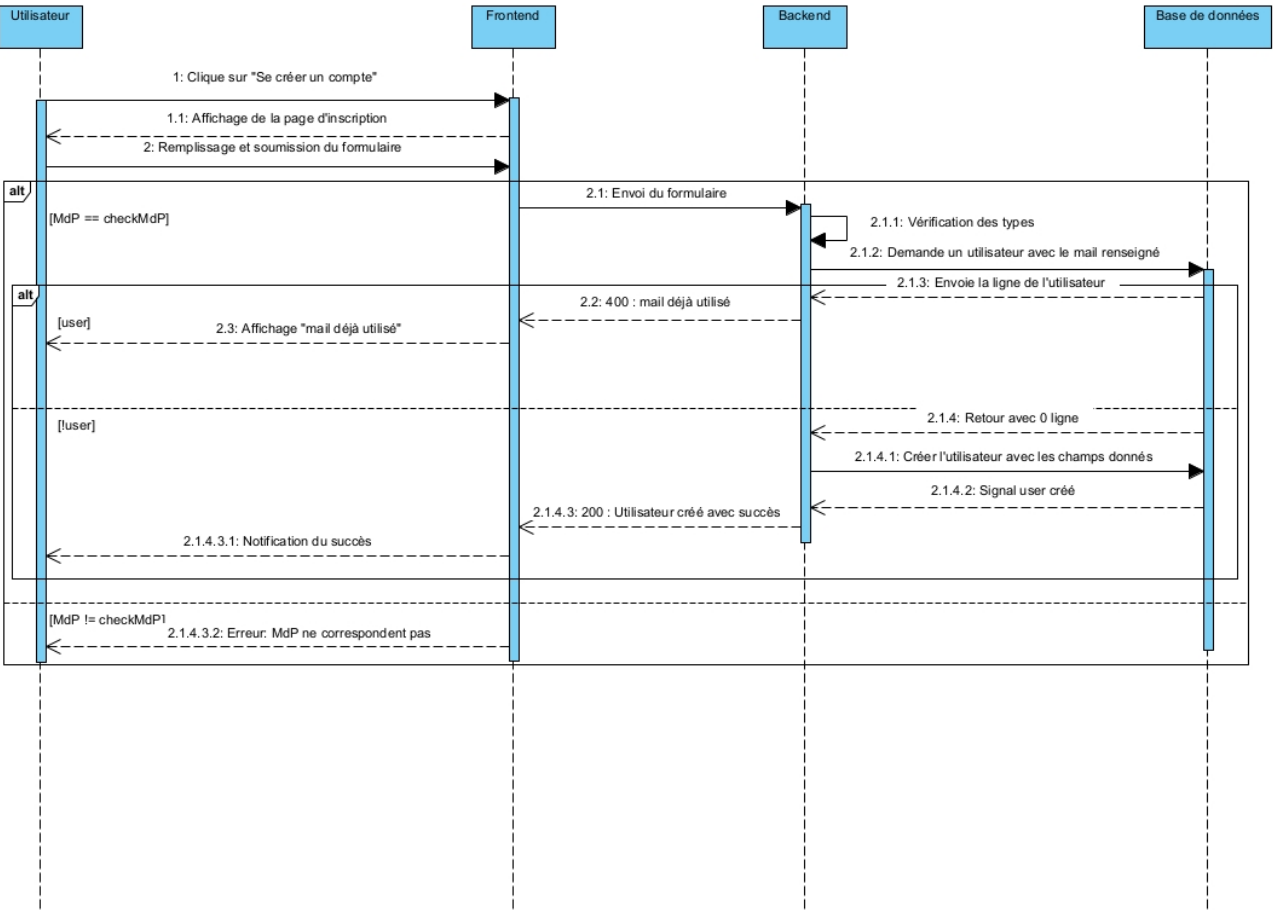 Utilisateur
Frontend
Backend
Base de données
1: Clique sur "Se créer un compte"
1.1: Affichage de la page d'inscription
2: Remplissage et soumission du formulaire
alt
2.1: Envoi du formulaire
[MdP == checkMdP]
2.1.1: Vérification des types
2.1.2: Demande un utilisateur avec le mail renseigné
alt
2.1.3: Envoie la ligne de l'utilisateur
2.2: 400 : mail déjà utilisé
[user]
2.3: Affichage "mail déjà utilisé"
2.1.4: Retour avec 0 ligne
[!user]
2.1.4.1: Créer l'utilisateur avec les champs donnés
2.1.4.2: Signal user créé
2.1.4.3: 200 : Utilisateur créé avec succès
2.1.4.3.1: Notification du succès
[MdP != checkMdP]
2.1.4.3.2: Erreur: MdP ne correspondent pas